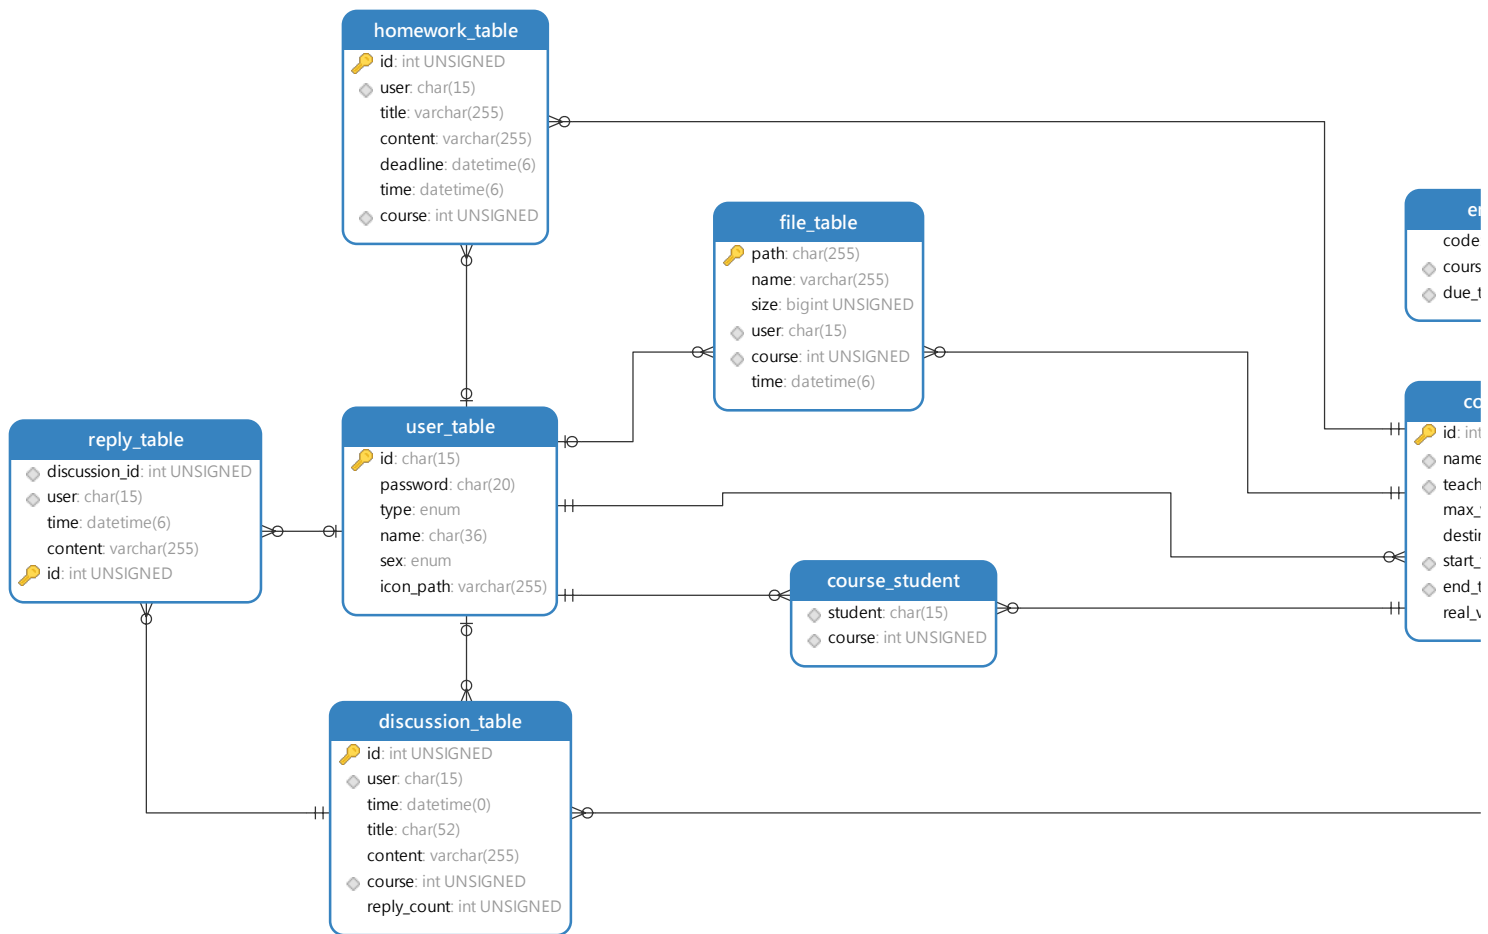 homework_table
id: int UNSIGNED
user: char(15)
title: varchar(255)
content: varchar(255)
deadline: datetime(6)
time: datetime(6)
course: int UNSIGNED
file_table
path: char(255)
name: varchar(255)
size: bigint UNSIGNED
user: char(15)
course: int UNSIGNED
time: datetime(6)
code
reply_table
discussion_id: int UNSIGNED
user: char(15)
time: datetime(6)
content: varchar(255)
id: int UNSIGNED
user_table
id: char(15)
password: char(20)
type: enum
name: char(36)
sex: enum
icon_path: varchar(255)
id: int
name
course_student
student: char(15)
course: int UNSIGNED
discussion_table
id: int UNSIGNED
user: char(15)
time: datetime(0)
title: char(52)
content: varchar(255)
course: int UNSIGNED
reply_count: int UNSIGNED